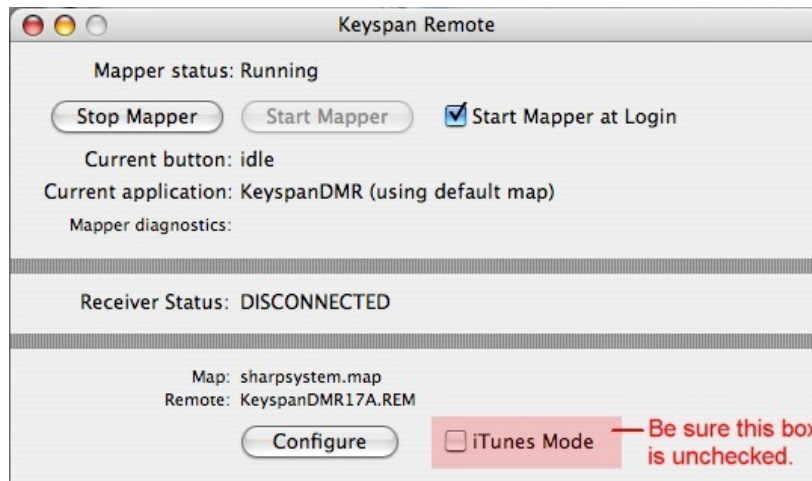 Keyspan Remote
Mapper status: Running
Stop Mapper Start Mapper Start Mapper at Login
Current button: idle
Current application: KeyspanDMR (using default map)
Mapper diagnostics:
Receiver Status: DISCONNECTED
Map: sharpsystem.map
Remote: KeyspanDMR17A.REM
Configure iTunes Mode
Be sure this box
is unchecked.